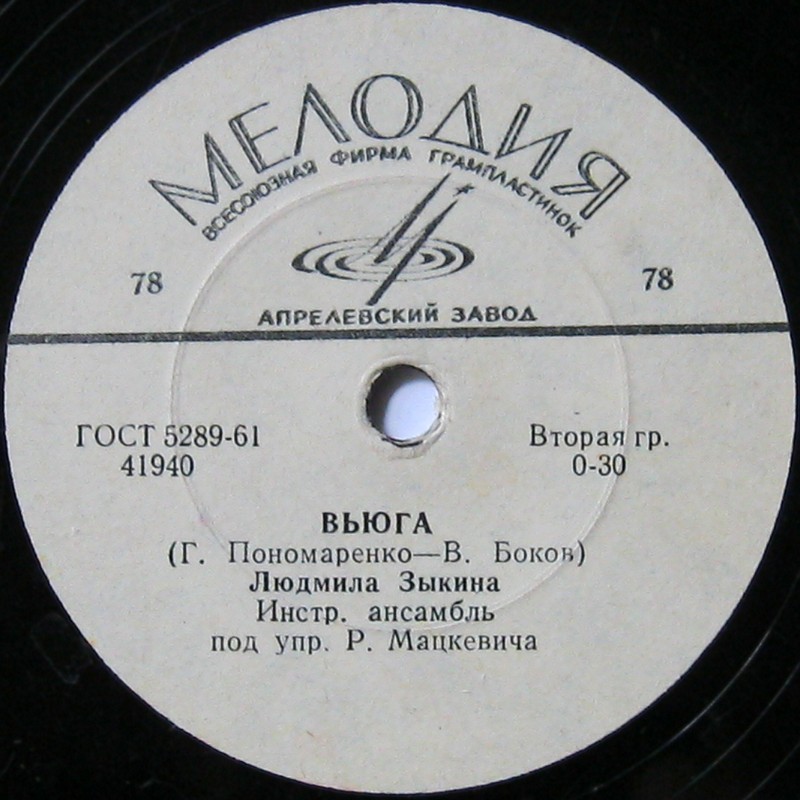 МЕЛОДИЯ
ВСЕСОЮЗНАЯ ФИРМА ГРАМПЛАСТИНОК
78
78
АПРЕЛЕВСКИЙ ЗАВОД
ГОСТ 5289-61
41940
Вторая гр.
0-30
ВЬЮГА
(Г. Пономаренко—В. Боков)
Людмила Зыкина
Инстр. ансамбль
под упр. Р. Мацкевича